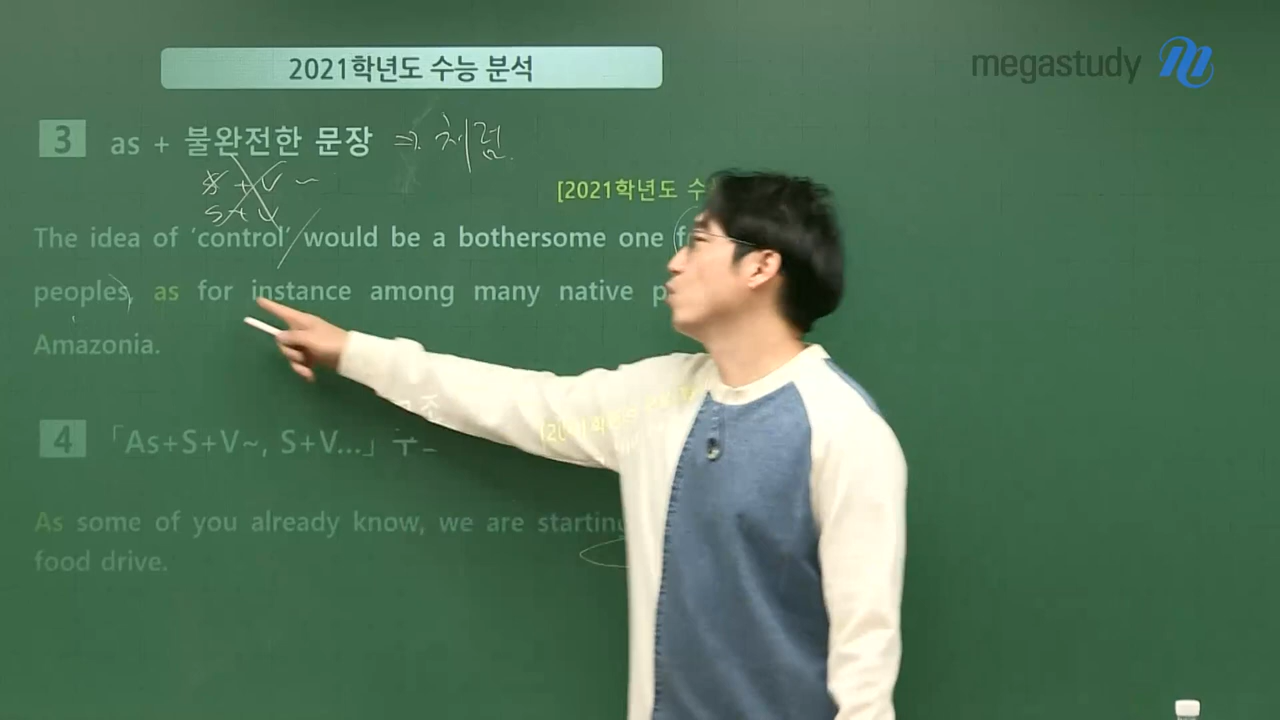 2021학년도 수능 분석
megastudy
3 as + 불완전한 문장 ⇒ 처럼
[2021학년도 수
S + V ~
S + V
The idea of ‘control’ would be a bothersome one
peoples, as for instance among many native
Amazonia.
4 「As+S+V~, S+V...」
As some of you already know, we are starting
food drive.